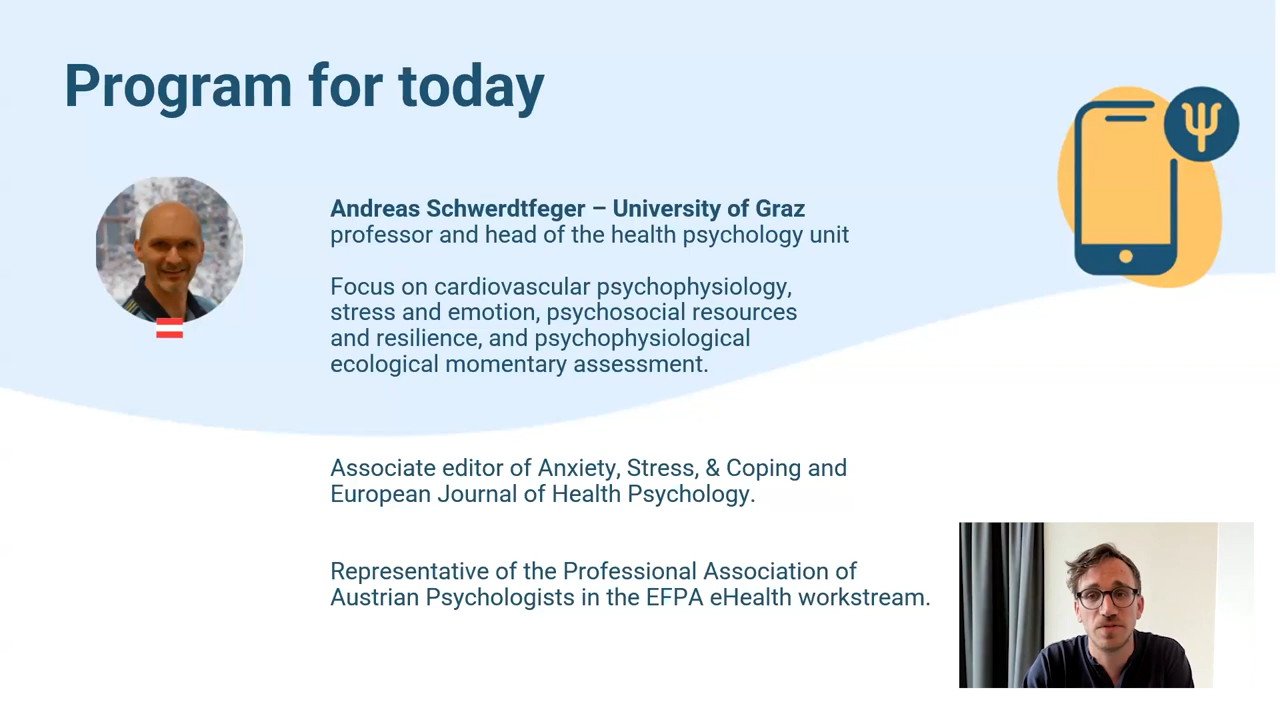 Program for today
Andreas Schwerdtfeger – University of Graz
professor and head of the health psychology unit
Focus on cardiovascular psychophysiology,
stress and emotion, psychosocial resources
and resilience, and psychophysiological
ecological momentary assessment.
Associate editor of Anxiety, Stress, & Coping and
European Journal of Health Psychology.
Representative of the Professional Association of
Austrian Psychologists in the EFPA eHealth workstream.